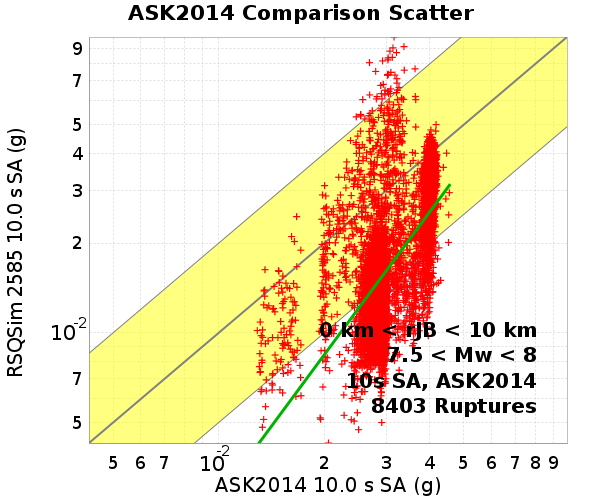 ASK2014 Comparison Scatter
RSQSim 2585 10.0 s SA (g)
9
7
5
4
3
2
10-2
7
5
0 km < rJB < 10 km
7.5 < Mw < 8
10s SA, ASK2014
8403 Ruptures
5 6 7 10-2 2 3 4 5 6 7 8 9
ASK2014 10.0 s SA (g)